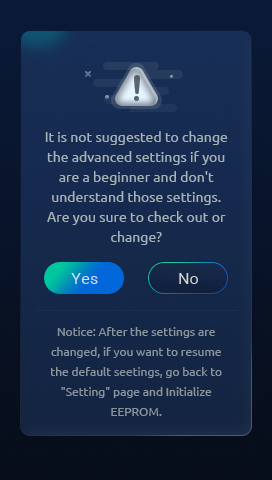 It is not suggested to change
the advanced settings if you
are a beginner and don't
understand those settings.
Are you sure to check out or
change?
Yes
No
Notice: After the settings are
changed, if you want to resume
the default seetings, go back to
"Setting" page and Initialize
EEPROM.